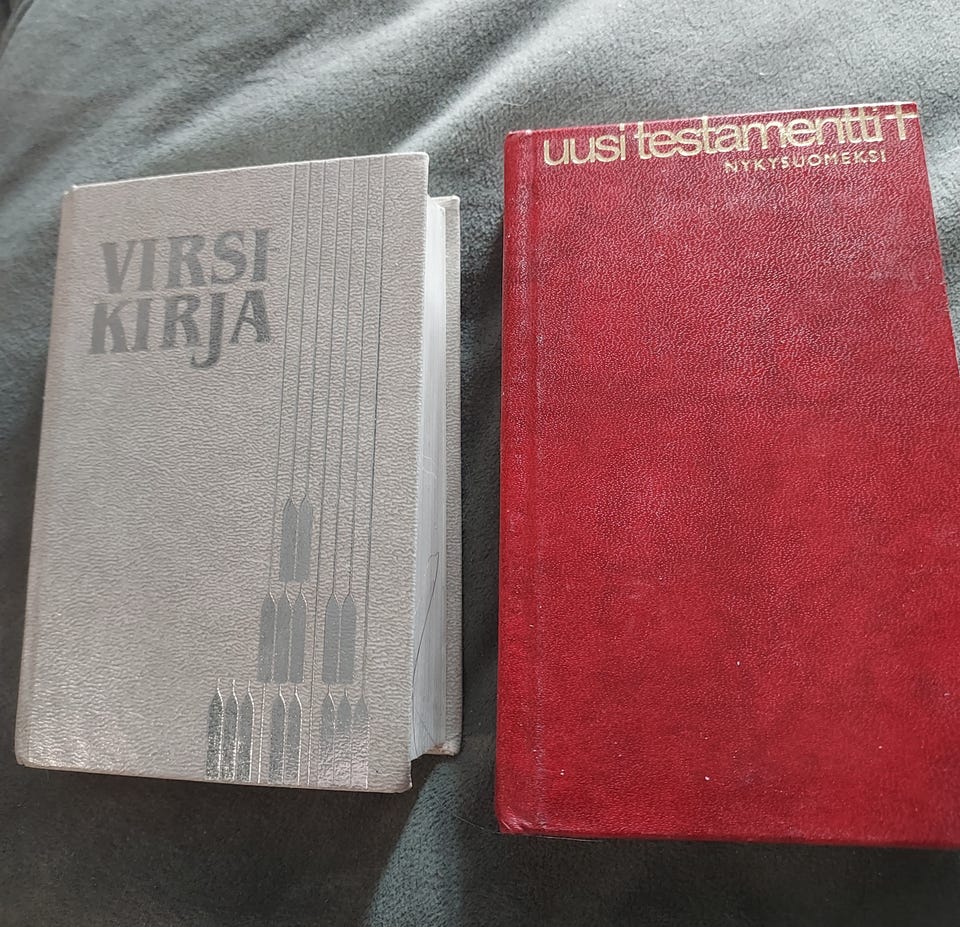 VIRSI
KIRJA
uusi testamentti+
NYKYSUOMEKSI